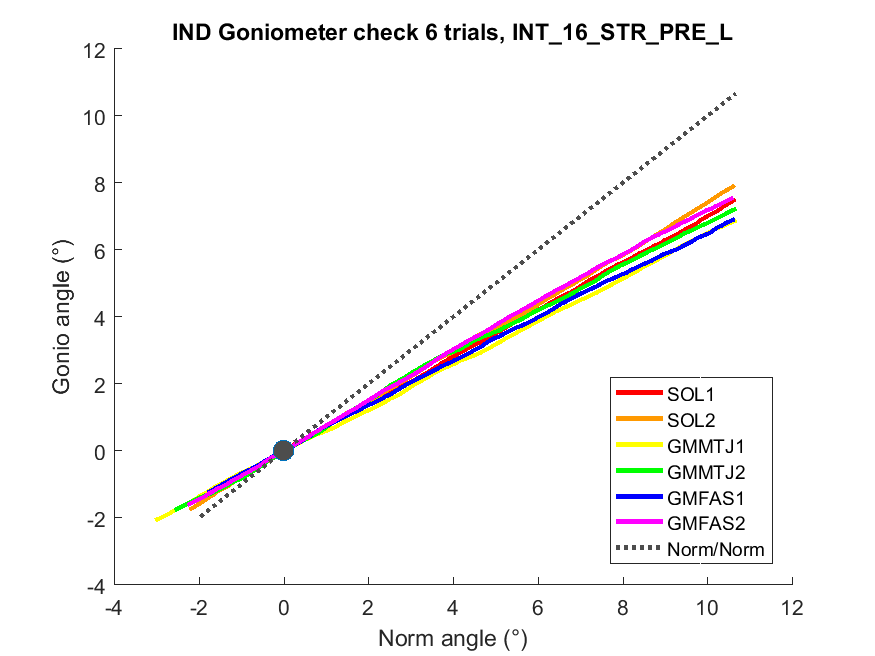 IND Goniometer check 6 trials, INT_16_STR_PRE_L
12
10
8
6
4
2
0
-2
-4
Gonio angle (°)
-4 -2 0 2 4 6 8 10 12
Norm angle (°)
SOL1
SOL2
GMMTJ1
GMMTJ2
GMFAS1
GMFAS2
Norm/Norm